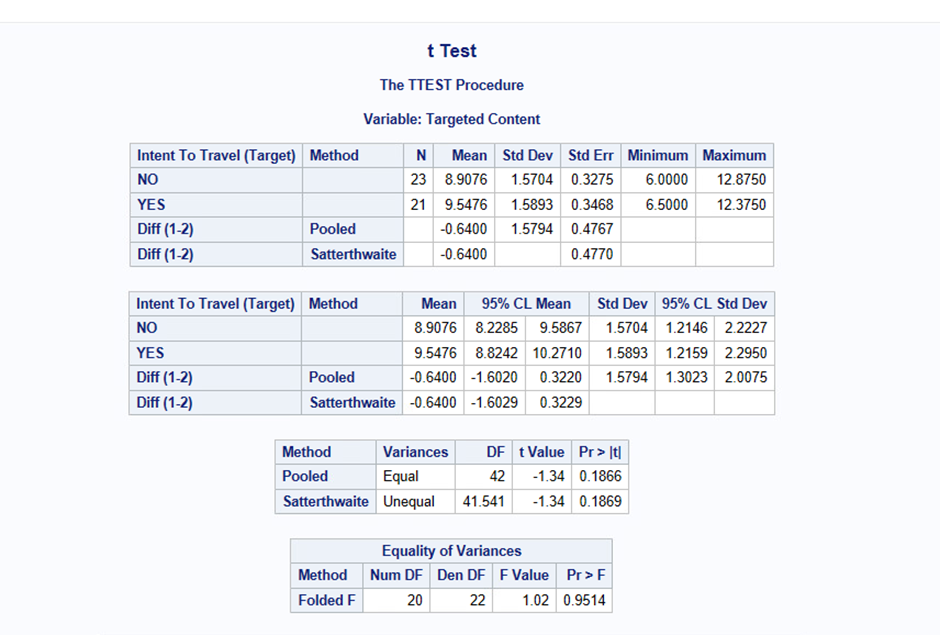 t Test
The TTEST Procedure
Variable: Targeted Content
Intent To Travel (Target) Method N Mean Std Dev Std Err Minimum Maximum
NO 23 8.9076 1.5704 0.3275 6.0000 12.8750
YES 21 9.5476 1.5893 0.3468 6.5000 12.3750
Diff (1-2) Pooled -0.6400 1.5794 0.4767
Diff (1-2) Satterthwaite -0.6400 0.4770
Intent To Travel (Target) Method Mean 95% CL Mean Std Dev 95% CL Std Dev
NO 8.9076 8.2285 9.5867 1.5704 1.2146 2.2227
YES 9.5476 8.8242 10.2710 1.5893 1.2159 2.2950
Diff (1-2) Pooled -0.6400 -1.6020 0.3220 1.5794 1.3023 2.0075
Diff (1-2) Satterthwaite -0.6400 -1.6029 0.3229
Method Variances DF t Value Pr > |t|
Pooled Equal 42 -1.34 0.1866
Satterthwaite Unequal 41.541 -1.34 0.1869
Equality of Variances
Method Num DF Den DF F Value Pr > F
Folded F 20 22 1.02 0.9514